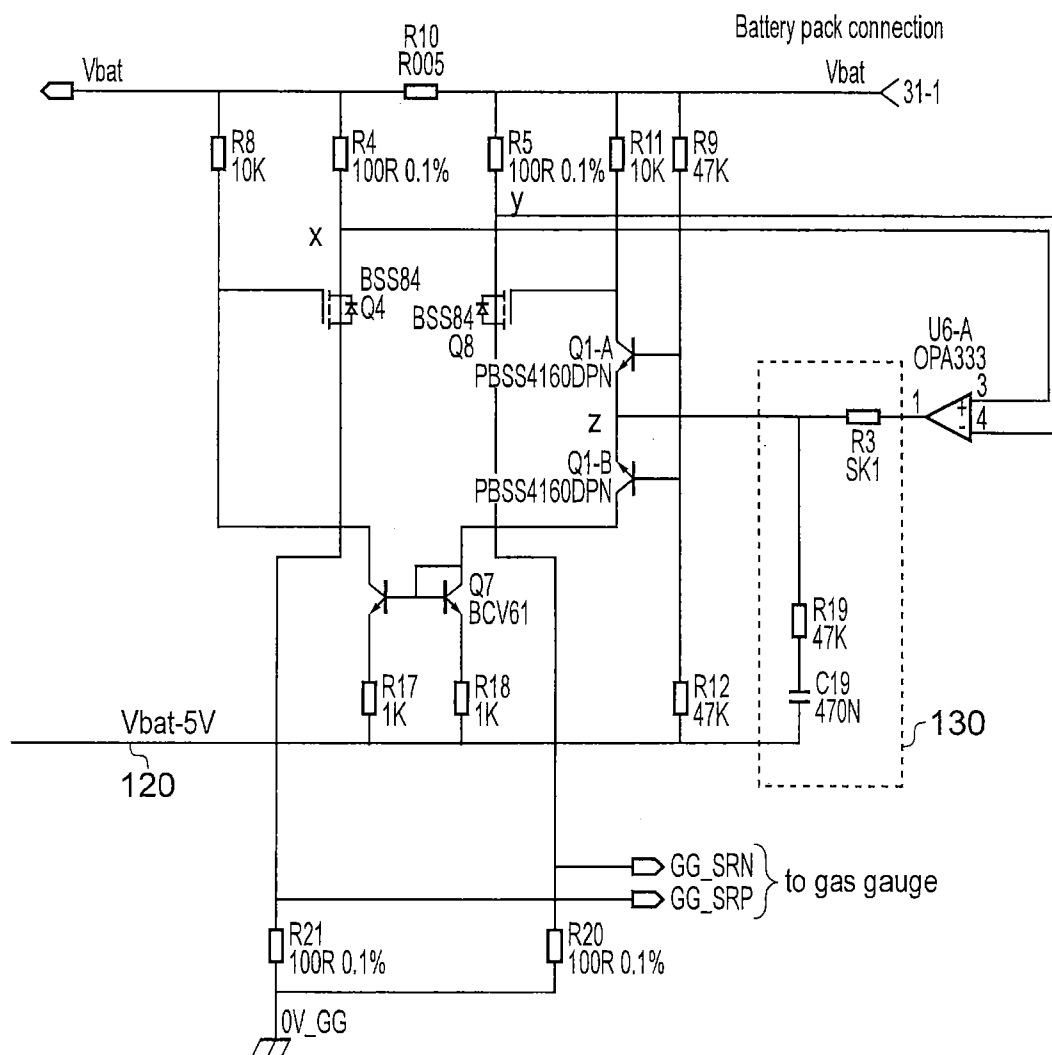 Battery pack connection
R10
R005
Vbat
Vbat
31-1
R8
10K
R4
100R 0.1%
R5
100R 0.1%
R11
10K
R9
47K
y
x
BSS84
Q4
BSS84
Q8
Q1-A
PBSS4160DPN
U6-A
OPA333
1
3
+
-
4
z
R3
SK1
Q1-B
PBSS4160DPN
Q7
BCV61
R19
47K
R17
1K
R18
1K
R12
47K
C19
470N
Vbat-5V
120
130
GG_SRN
GG_SRP
to gas gauge
R21
100R 0.1%
R20
100R 0.1%
0V_GG